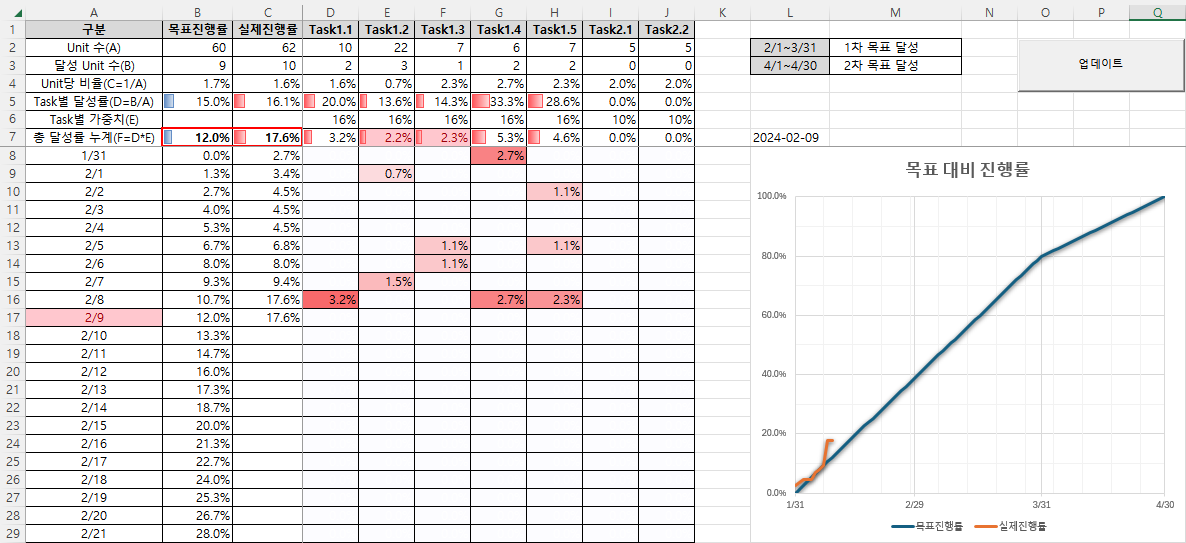 A B C D E F G H I J K L M N O P Q
1 구분 목표진행률 실제진행률 Task1.1 Task1.2 Task1.3 Task1.4 Task1.5 Task2.1 Task2.2
2 Unit 수(A) 60 62 10 22 7 6 7 5 5 2/1~3/31 1차 목표 달성
3 달성 Unit 수(B) 9 10 2 3 1 2 2 0 0 4/1~4/30 2차 목표 달성
업데이트
4 Unit당 비율(C=1/A) 1.7% 1.6% 1.6% 0.7% 2.3% 2.7% 2.3% 2.0% 2.0%
5 Task별 달성률(D=B/A) 15.0% 16.1% 20.0% 13.6% 14.3% 33.3% 28.6% 0.0% 0.0%
6 Task별 가중치(E) 16% 16% 16% 16% 16% 10% 10%
7 총 달성률 누계(F=D*E) 12.0% 17.6% 3.2% 2.2% 2.3% 5.3% 4.6% 0.0% 0.0% 2024-02-09
8 1/31 0.0% 2.7% 2.7%
9 2/1 1.3% 3.4% 0.7%
10 2/2 2.7% 4.5% 1.1%
11 2/3 4.0% 4.5%
12 2/4 5.3% 4.5%
13 2/5 6.7% 6.8% 1.1% 1.1%
14 2/6 8.0% 8.0% 1.1%
15 2/7 9.3% 9.4% 1.5%
16 2/8 10.7% 17.6% 3.2% 2.7% 2.3%
17 2/9 12.0% 17.6%
18 2/10 13.3%
19 2/11 14.7%
20 2/12 16.0%
21 2/13 17.3%
22 2/14 18.7%
23 2/15 20.0%
24 2/16 21.3%
25 2/17 22.7%
26 2/18 24.0%
27 2/19 25.3%
28 2/20 26.7%
29 2/21 28.0%
목표 대비 진행률
100.0%
80.0%
60.0%
40.0%
20.0%
0.0%
1/31 2/29 3/31 4/30
목표진행률 실제진행률